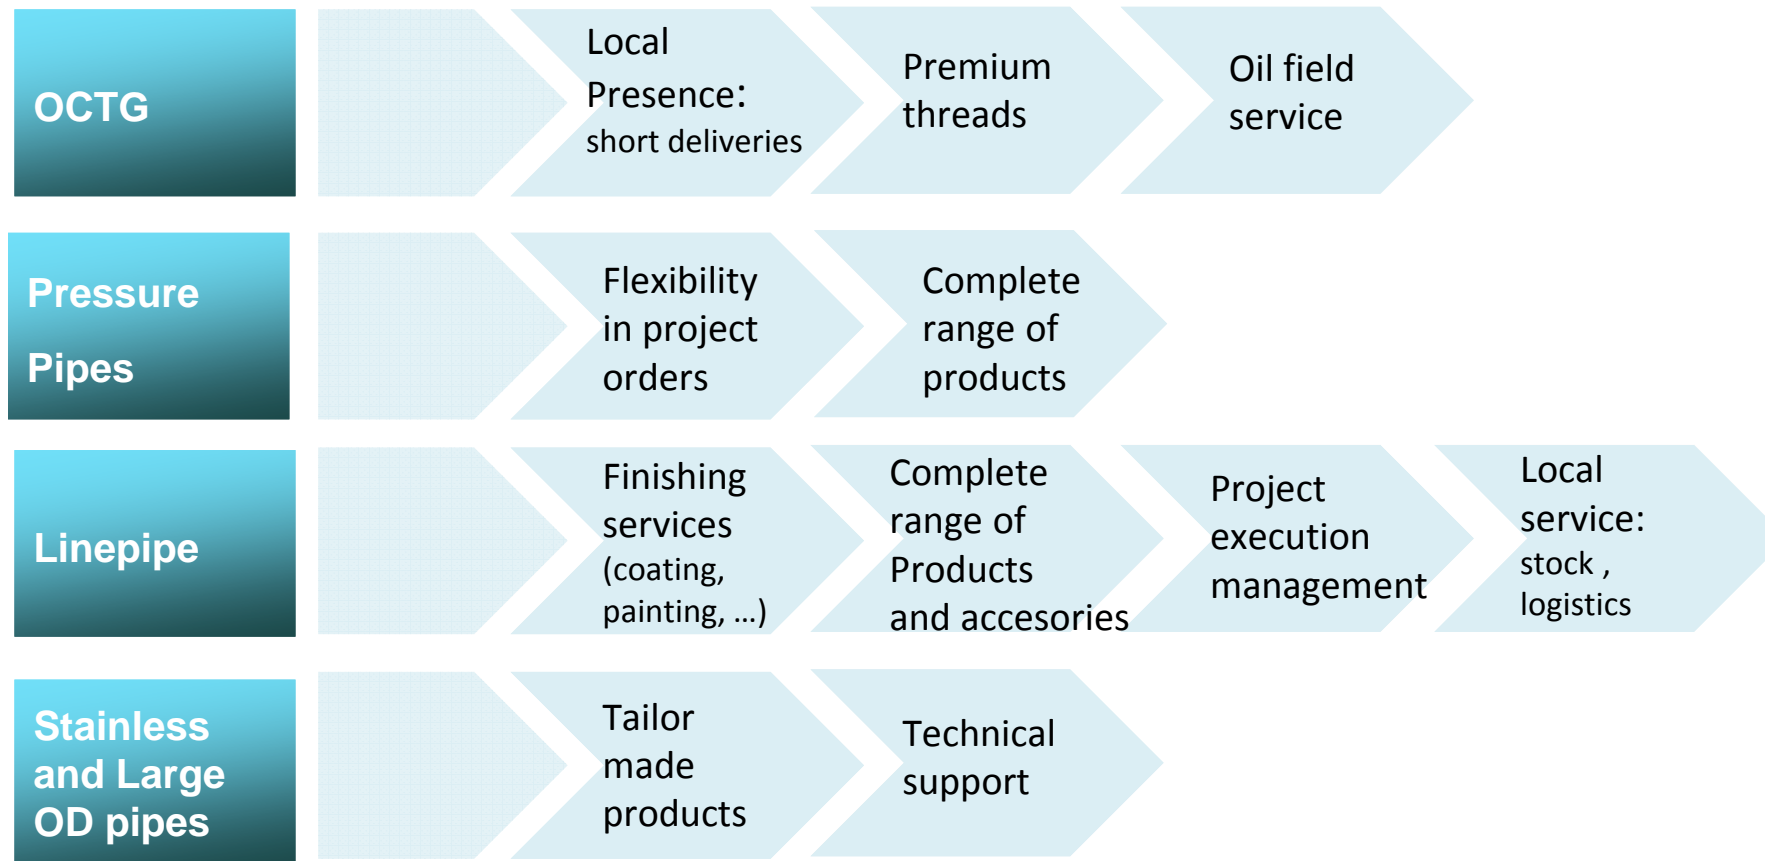 OCTG
Local
Presence:
short deliveries
Premium
threads
Oil field
service
Pressure
Pipes
Flexibility
in project
orders
Complete
range of
products
Linepipe
Finishing
services
(coating,
painting, ...)
Complete
range of
Products
and accesories
Project
execution
management
Local
service:
stock ,
logistics
Stainless
and Large
OD pipes
Tailor
made
products
Technical
support